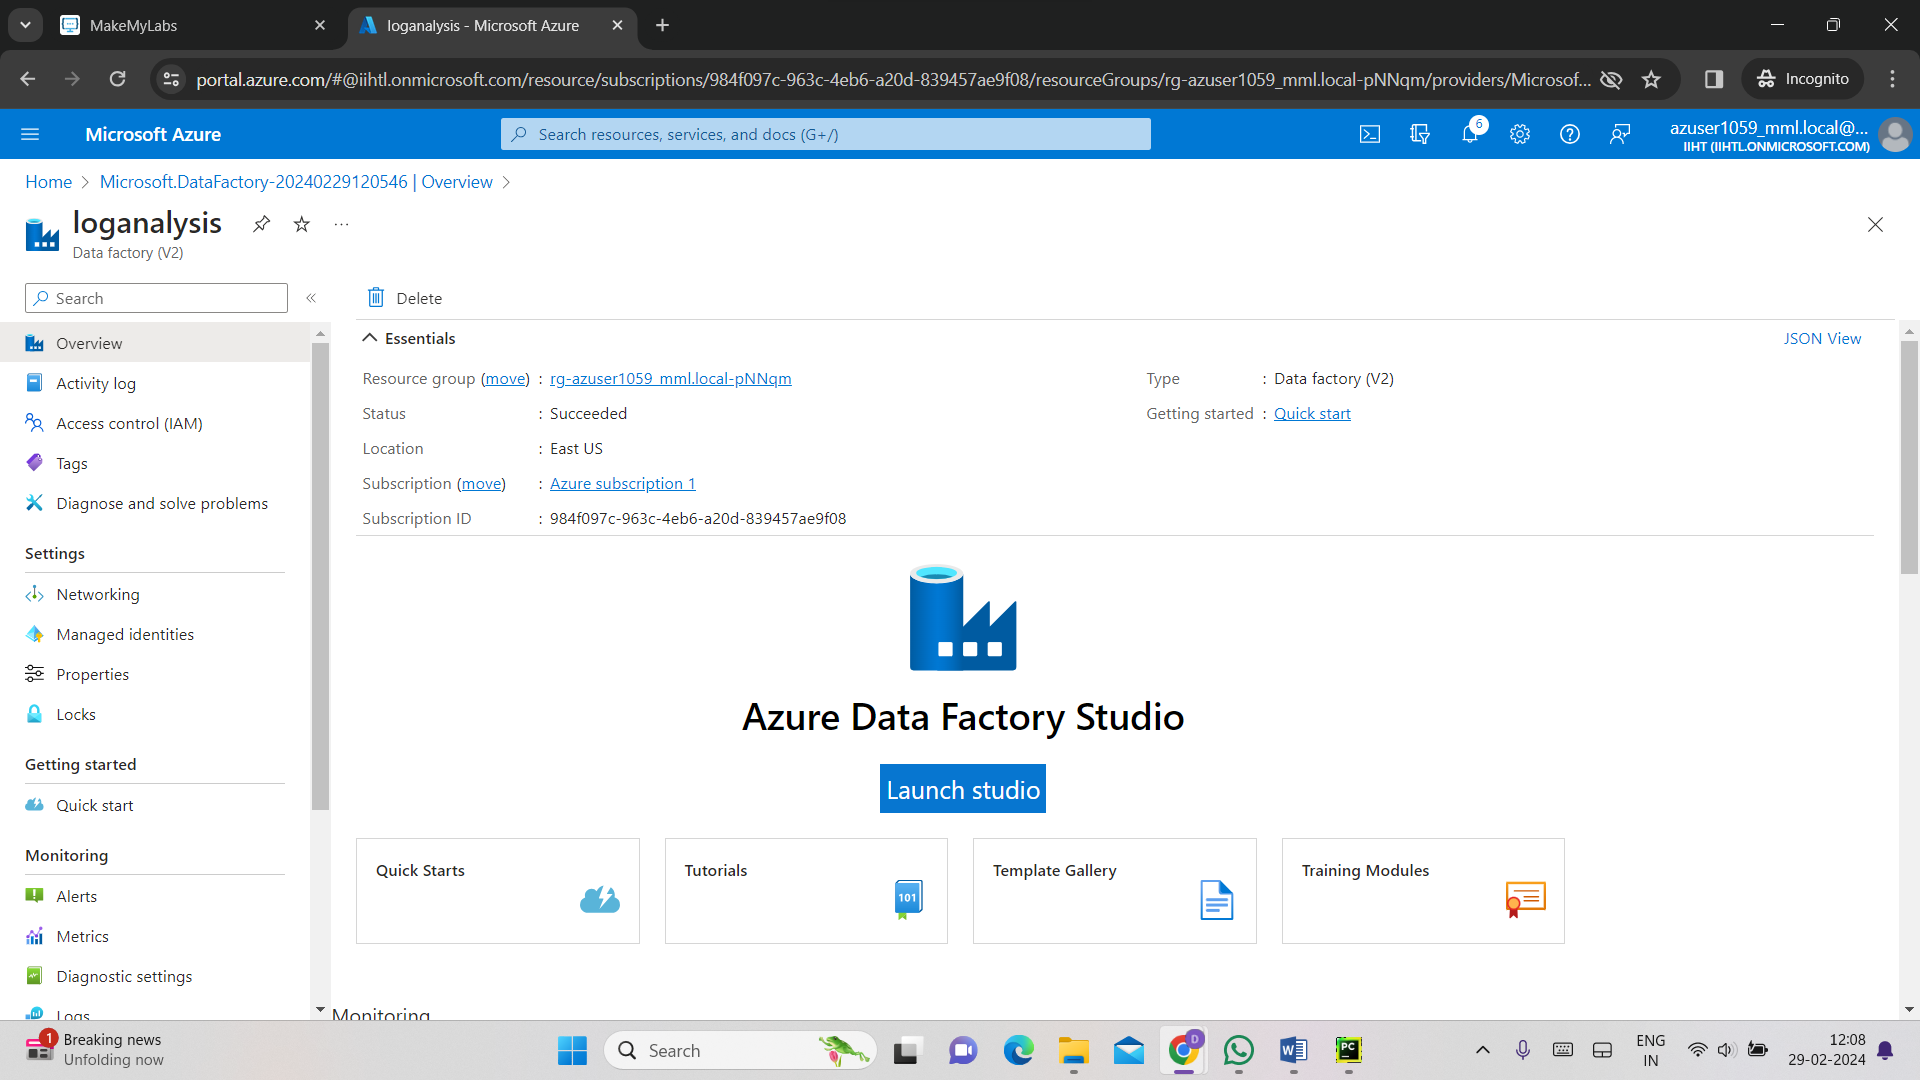 MakeMyLabs
loganalysis - Microsoft Azure
portal.azure.com/#@iihtl.onmicrosoft.com/resource/subscriptions/984f097c-963c-4eb6-a20d-839457ae9f08/resourceGroups/rg-azuser1059_mml.local-pNNqm/providers/Microsof...
Incognito
Microsoft Azure
Search resources, services, and docs (G+/)
6
azuser1059_mml.local@...
IIHT (IIHTL.ONMICROSOFT.COM)
Home > Microsoft.DataFactory-20240229120546 | Overview >
loganalysis
Data factory (V2)
Search
Overview
Activity log
Access control (IAM)
Tags
Diagnose and solve problems
Settings
Networking
Managed identities
Properties
Locks
Getting started
Quick start
Monitoring
Alerts
Metrics
Diagnostic settings
Logs
Delete
Essentials
JSON View
Resource group (move) : rg-azuser1059_mml.local-pNNqm
Status : Succeeded
Location : East US
Subscription (move) : Azure subscription 1
Subscription ID : 984f097c-963c-4eb6-a20d-839457ae9f08
Type : Data factory (V2)
Getting started : Quick start
Azure Data Factory Studio
Launch studio
Quick Starts
Tutorials
101
Template Gallery
Training Modules
Monitoring
1
Breaking news
Unfolding now
Search
D
PC
ENG
IN
12:08
29-02-2024